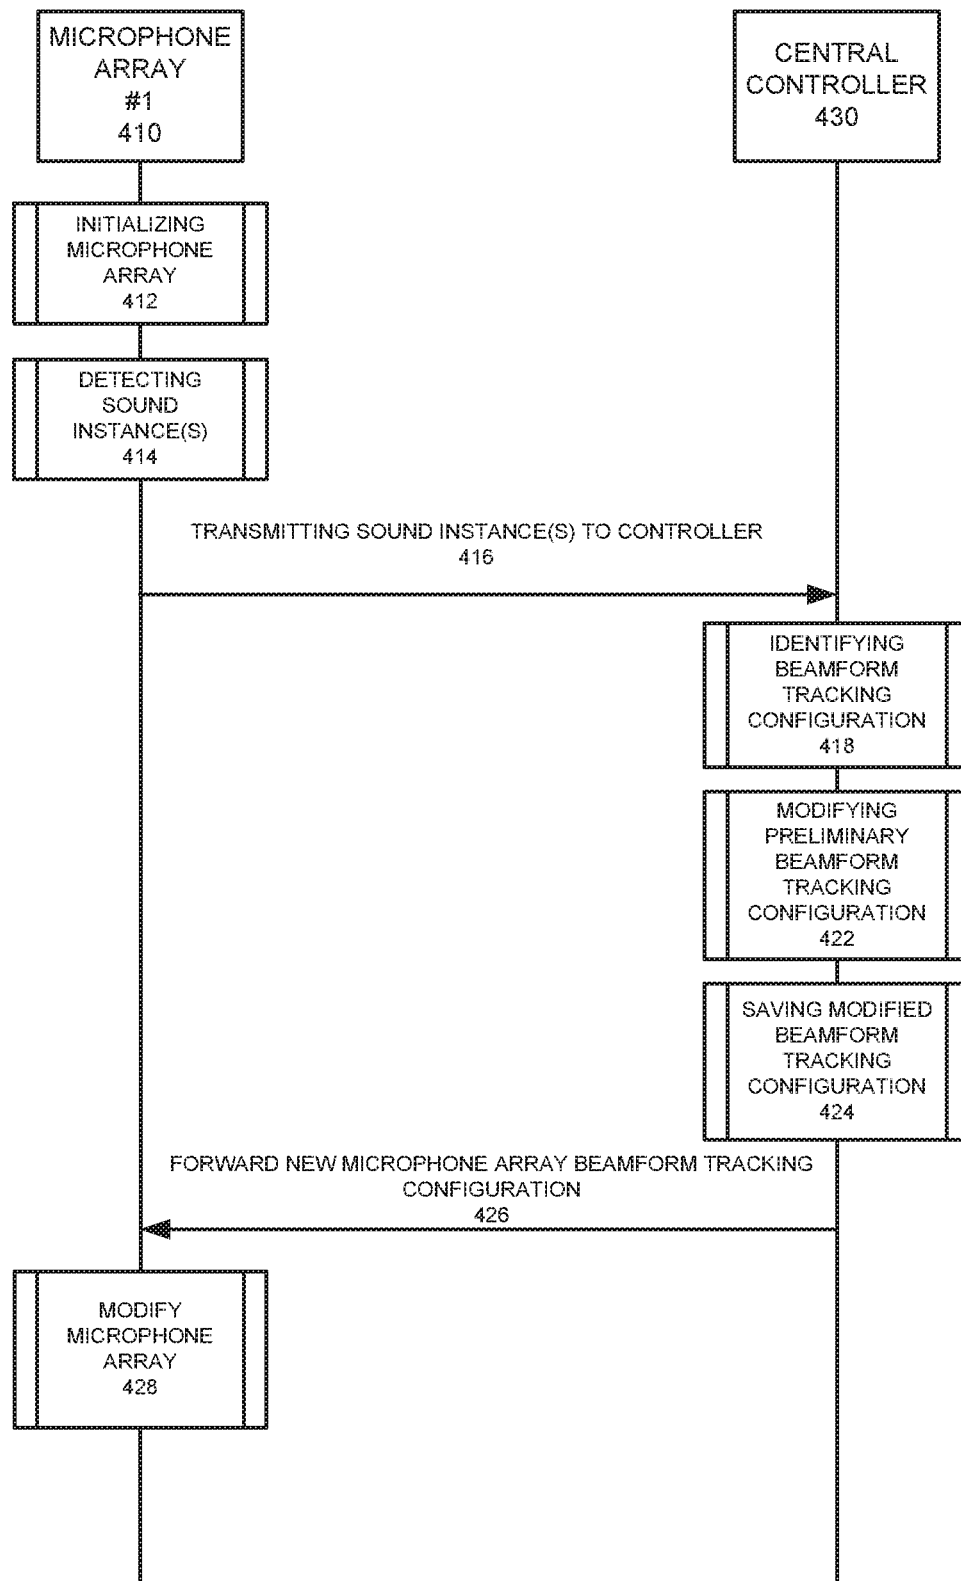 MICROPHONE
ARRAY
#1
410
CENTRAL
CONTROLLER
430
INITIALIZING
MICROPHONE
ARRAY
412
DETECTING
SOUND
INSTANCE(S)
414
TRANSMITTING SOUND INSTANCE(S) TO CONTROLLER
416
IDENTIFYING
BEAMFORM
TRACKING
CONFIGURATION
418
MODIFYING
PRELIMINARY
BEAMFORM
TRACKING
CONFIGURATION
422
SAVING MODIFIED
BEAMFORM
TRACKING
CONFIGURATION
424
FORWARD NEW MICROPHONE ARRAY BEAMFORM TRACKING
CONFIGURATION
426
MODIFY
MICROPHONE
ARRAY
428